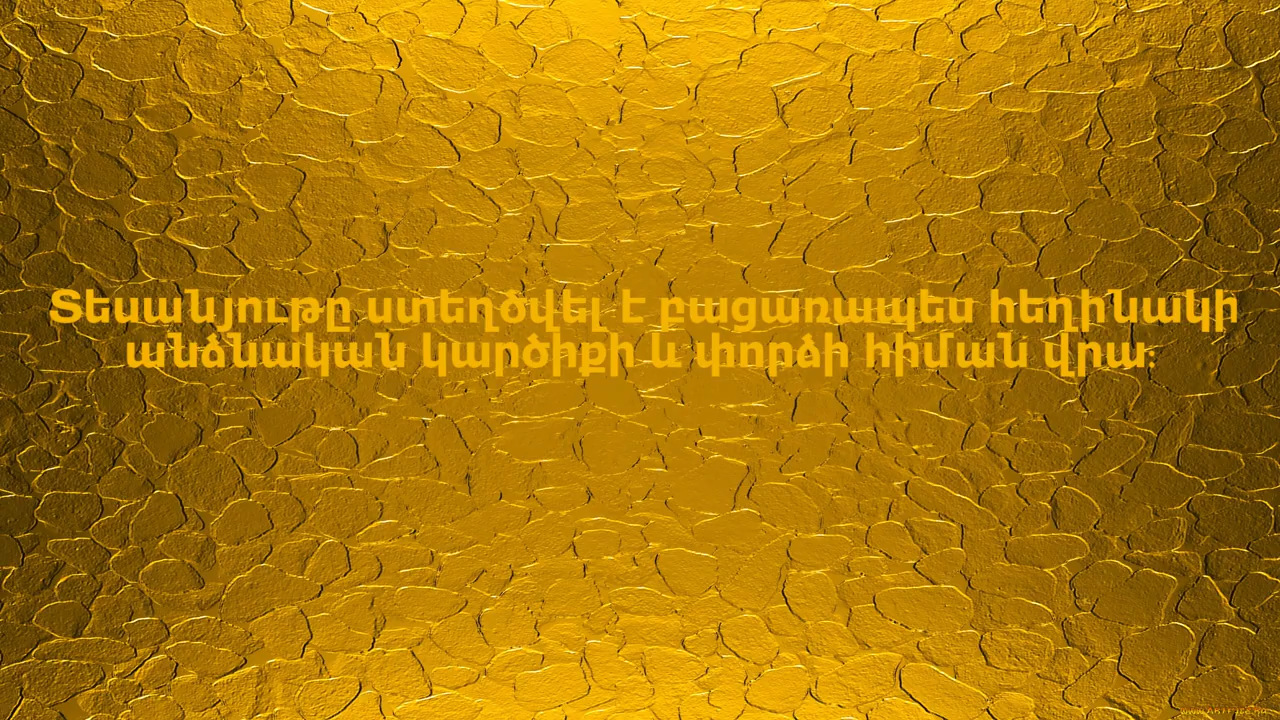 Տեսանյութը ստեղծվել է բացառապես հեղինակի
անձնական կարծիքի և փորձի հիման վրա: